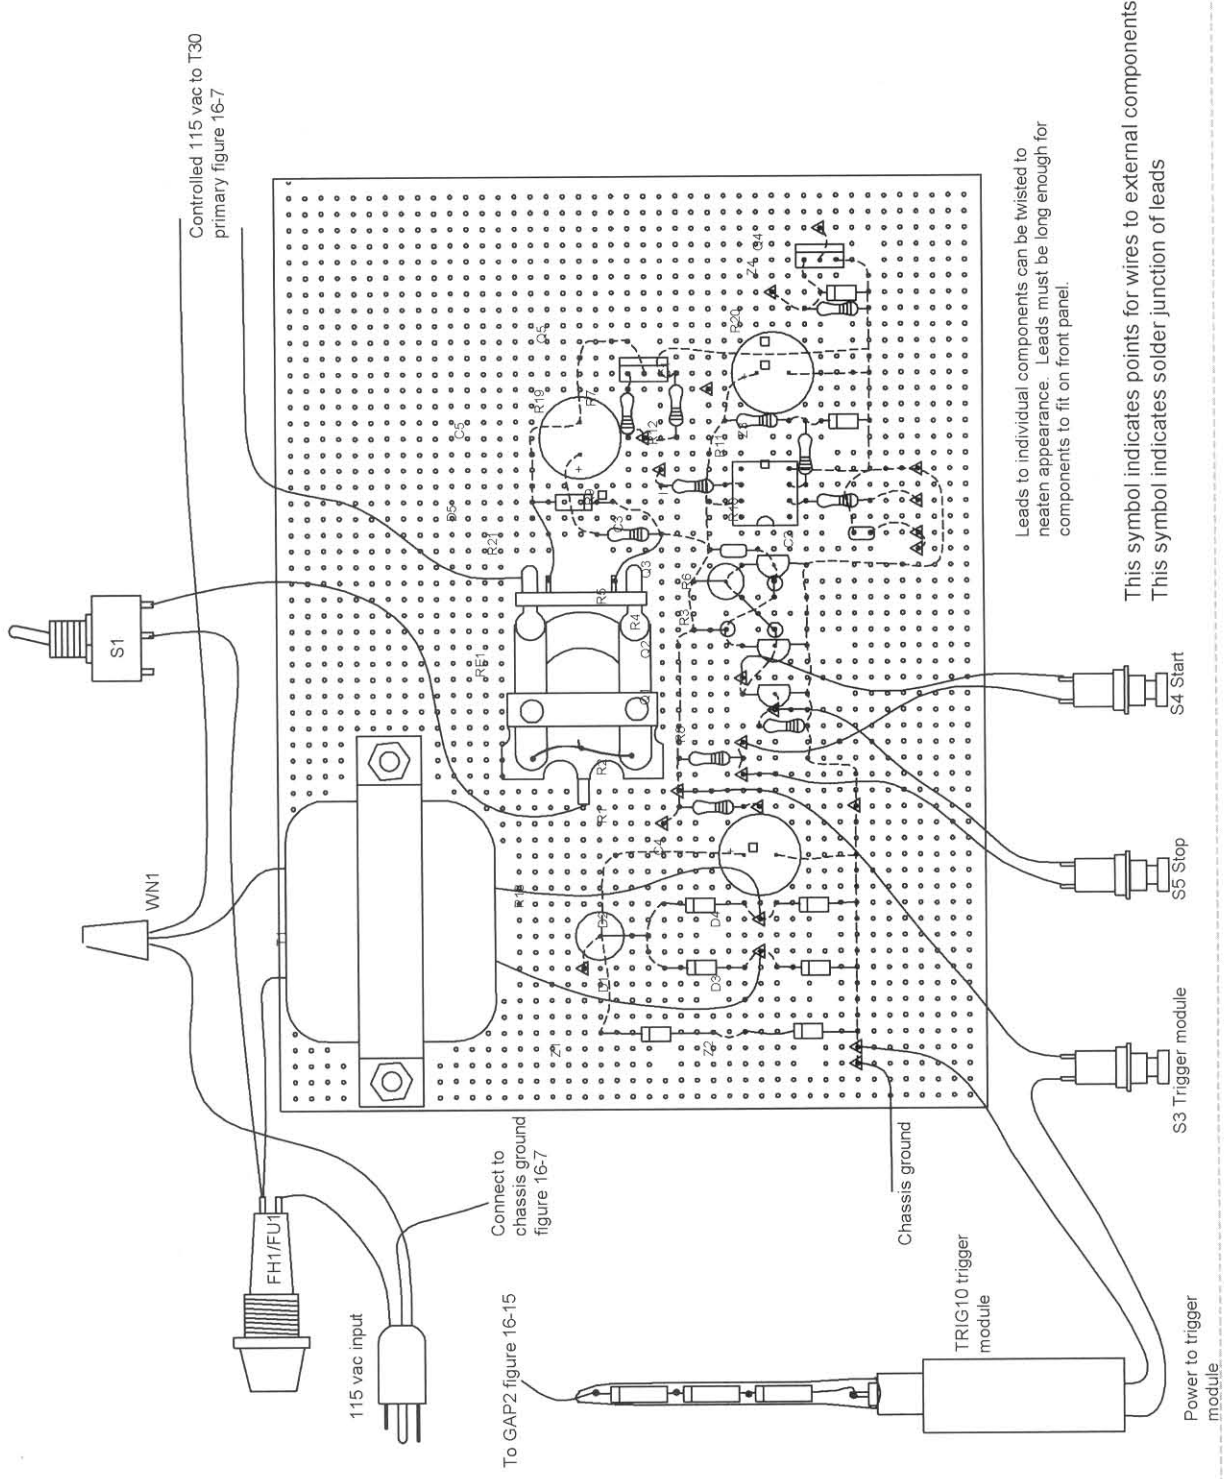 Controlled 115 vac to T30
primary figure 16-7
S1
WN1
FH1/FU1
115 vac input
Connect to
chassis ground
figure 16-7
To GAP2 figure 16-15
TRIG10 trigger
module
Power to trigger
module
Chassis ground
S3 Trigger module
S5 Stop
S4 Start
Leads to individual components can be twisted to
neaten appearance. Leads must be long enough for
components to fit on front panel.
This symbol indicates points for wires to external components
This symbol indicates solder junction of leads
Z1
Z2
D1
D2
D3
D4
R1
R2
C4
Q1
Q2
R4
R5
Q3
R3
R6
C3
R21
C5
R19
R7
Q5
R12
R11
R20
Z4
Q4